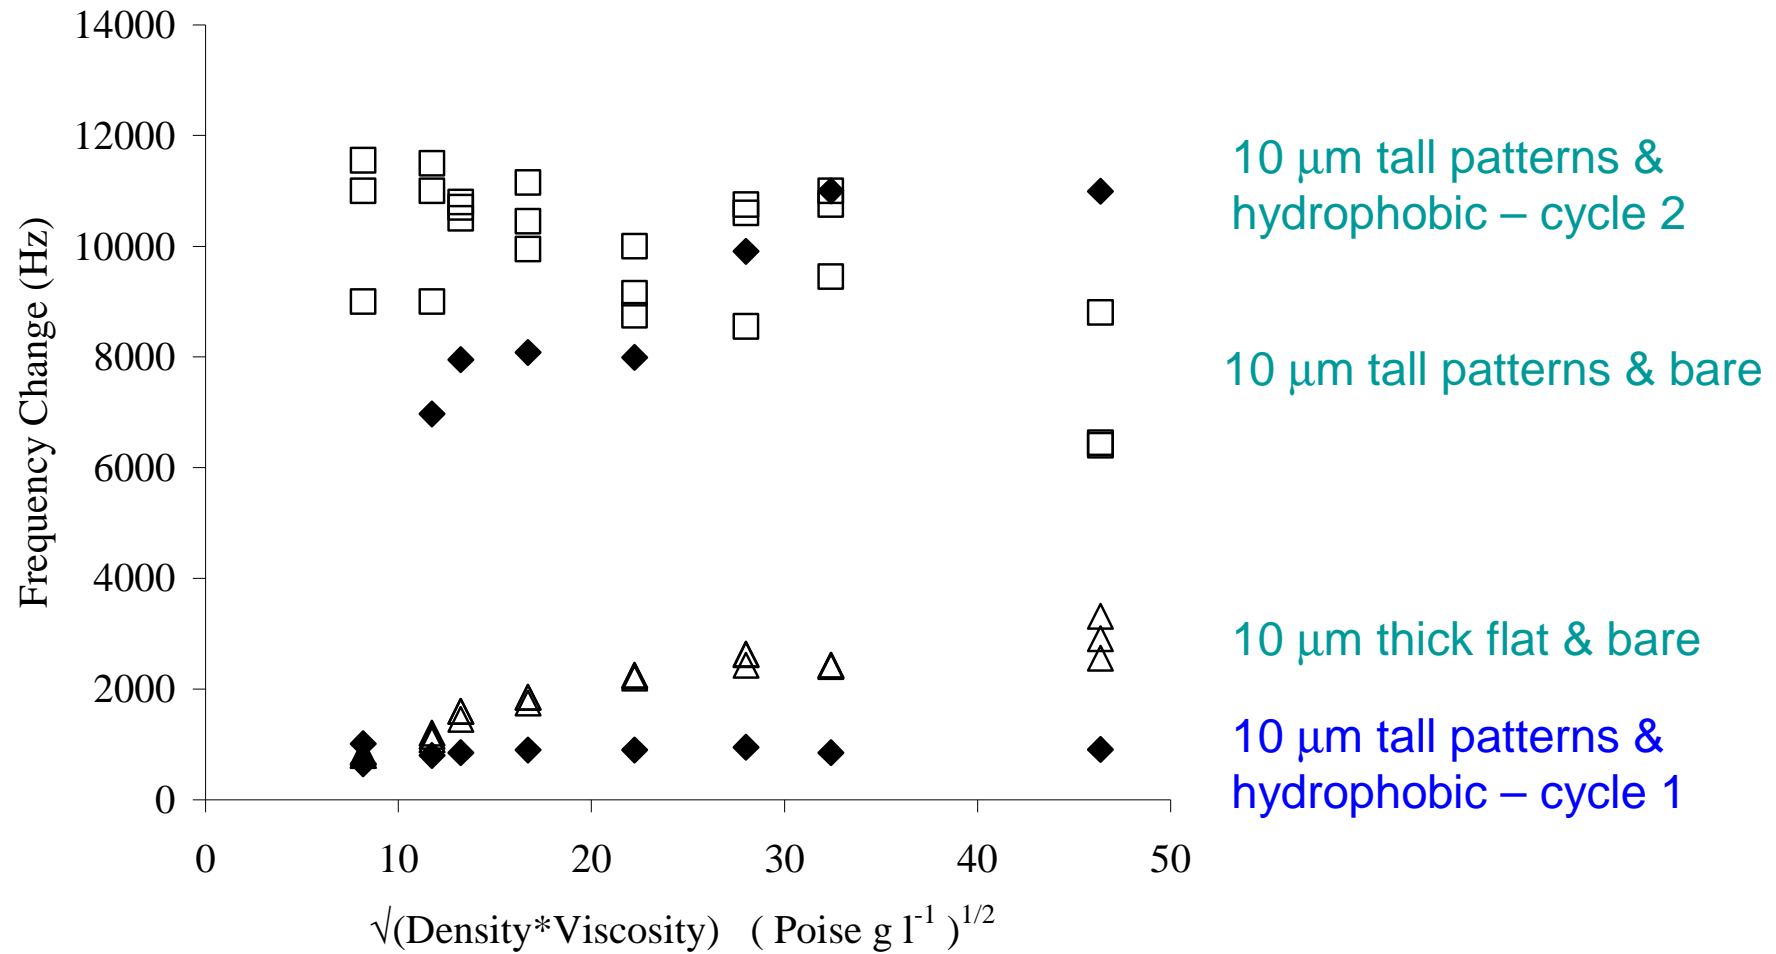 14000
12000
10000
8000
6000
4000
2000
0
Frequency Change (Hz)
0 10 20 30 40 50
√(Density*Viscosity) ( Poise g l⁻¹ )¹/²
10 μm tall patterns &
hydrophobic – cycle 2
10 μm tall patterns & bare
10 μm thick flat & bare
10 μm tall patterns &
hydrophobic – cycle 1